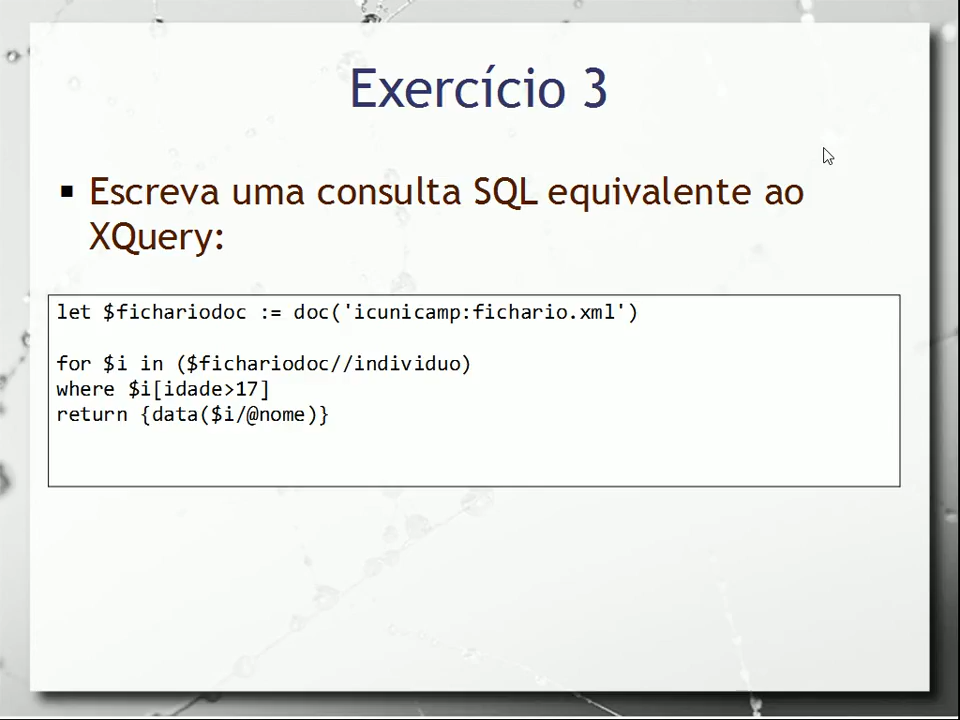 Exercício 3
Escreva uma consulta SQL equivalente ao
XQuery:
let $fichariodoc := doc('icunicamp:fichario.xml')
for $i in ($fichariodoc//individuo)
where $i[idade>17]
return {data($i/@nome)}